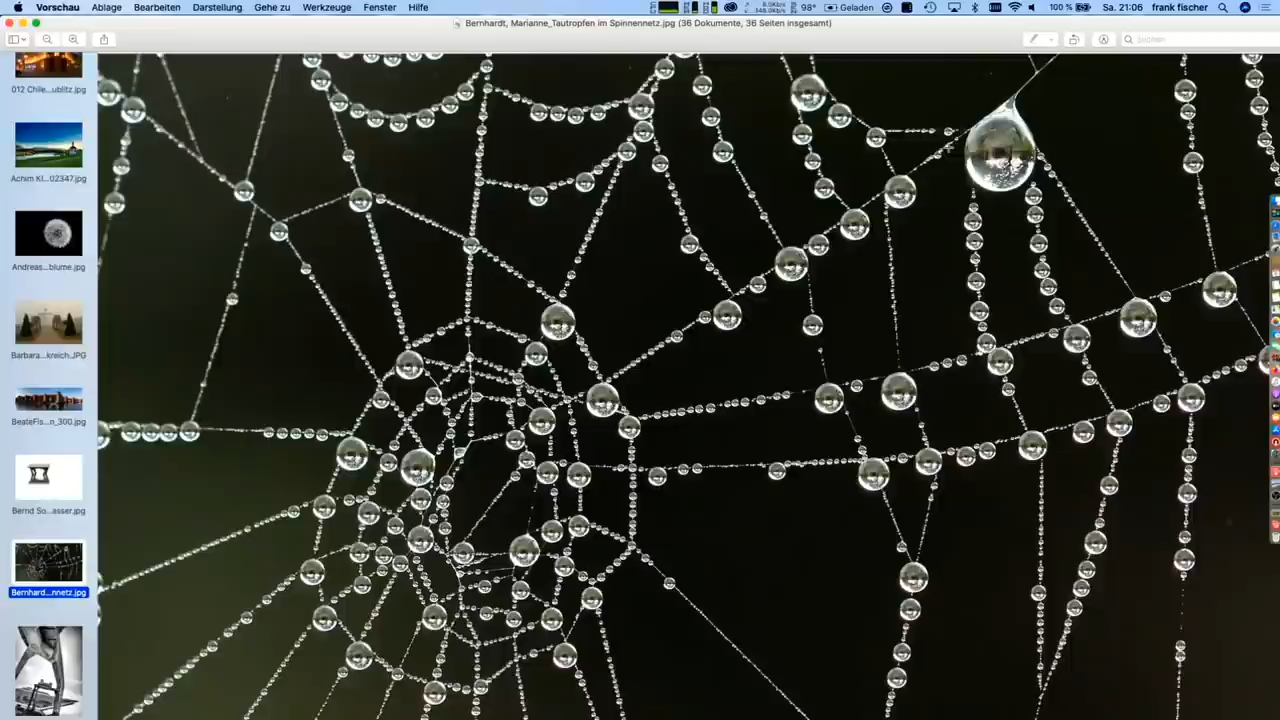 Vorschau Ablage Bearbeiten Darstellung Gehe zu Werkzeuge Fenster Hilfe 98° Geladen 100 % Sa. 21:06 frank fischer
Bernhardt, Marianne_Tautropfen im Spinnennetz.jpg (36 Dokumente, 36 Seiten insgesamt)
Suchen
012 Chile...ublitz.jpg
Achim Kl...02347.jpg
Andreas...blume.jpg
Barbara...kreich.JPG
BeateFis...n_300.jpg
Bernd So...asser.jpg
Bernhard...nnetz.jpg